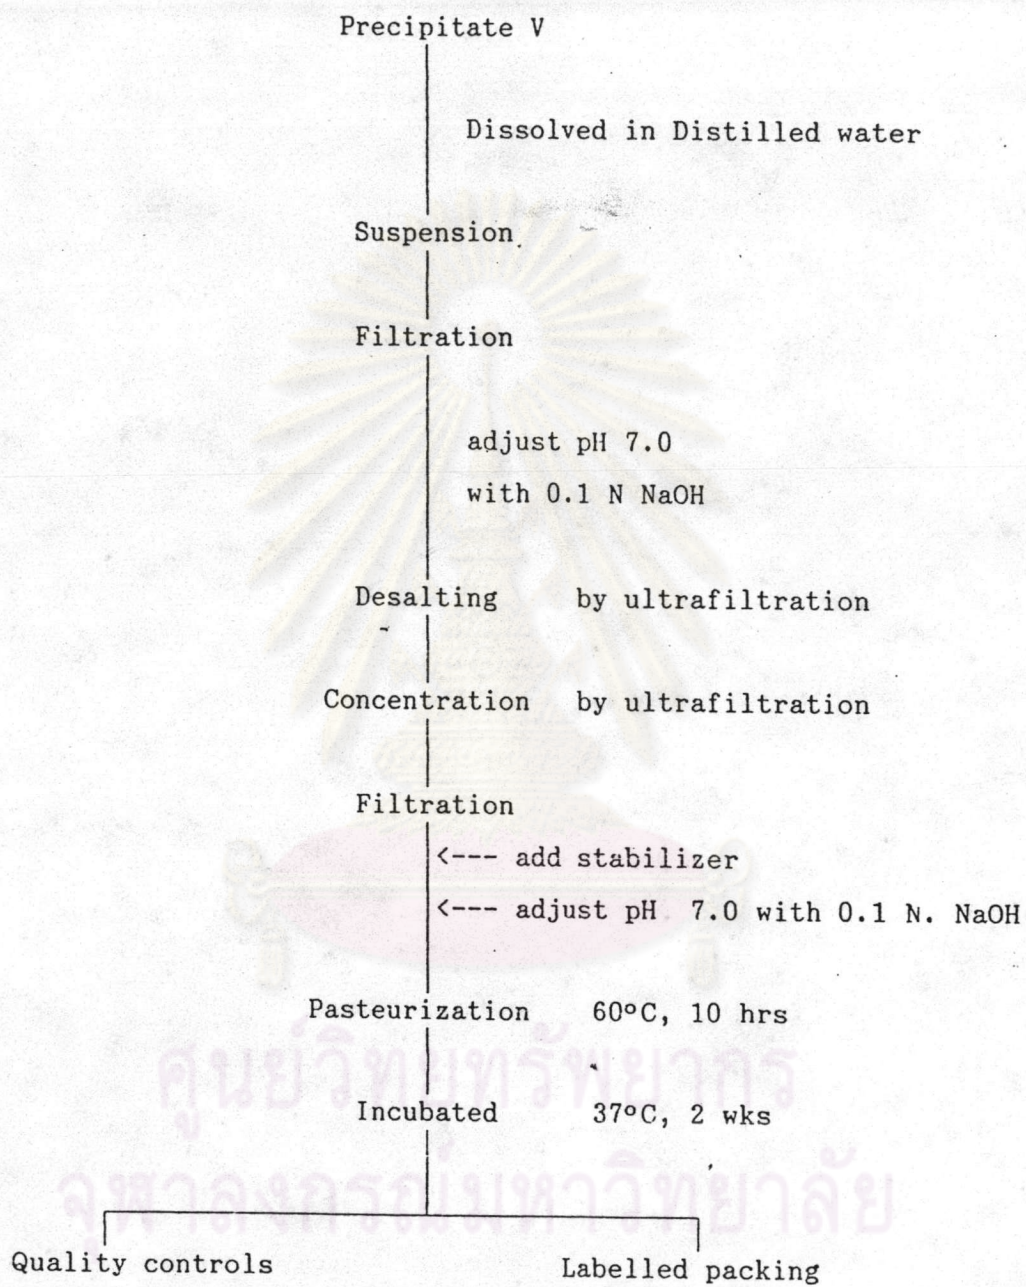 Precipitate V
Dissolved in Distilled water
Suspension
Filtration
adjust pH 7.0
with 0.1 N NaOH
Desalting by ultrafiltration
Concentration by ultrafiltration
Filtration
<--- add stabilizer
<--- adjust pH 7.0 with 0.1 N. NaOH
Pasteurization 60°C, 10 hrs
ศูนย์วิทยทรัพยากร
Incubated 37°C, 2 wks
จุฬาลงกรณ์มหาวิทยาลัย
Quality controls Labelled packing